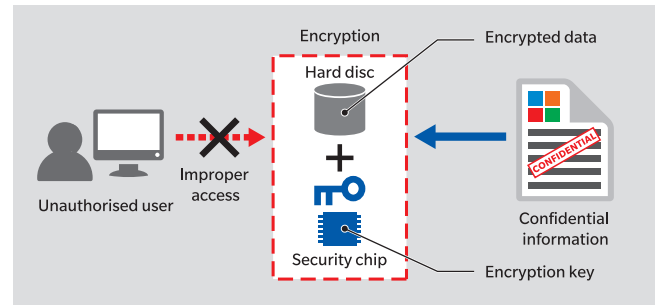 Encryption
Encrypted data
Hard disc
CONFIDENTIAL
Improper
access
Unauthorised user
Confidential
information
Security chip
Encryption key